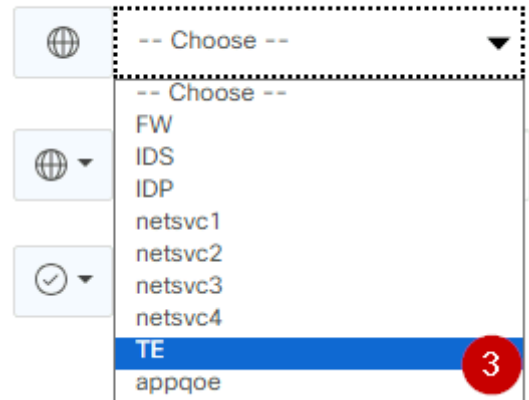 -- Choose --
-- Choose --
FW
IDS
IDP
netsvc1
netsvc2
netsvc3
netsvc4
TE
3
appqoe